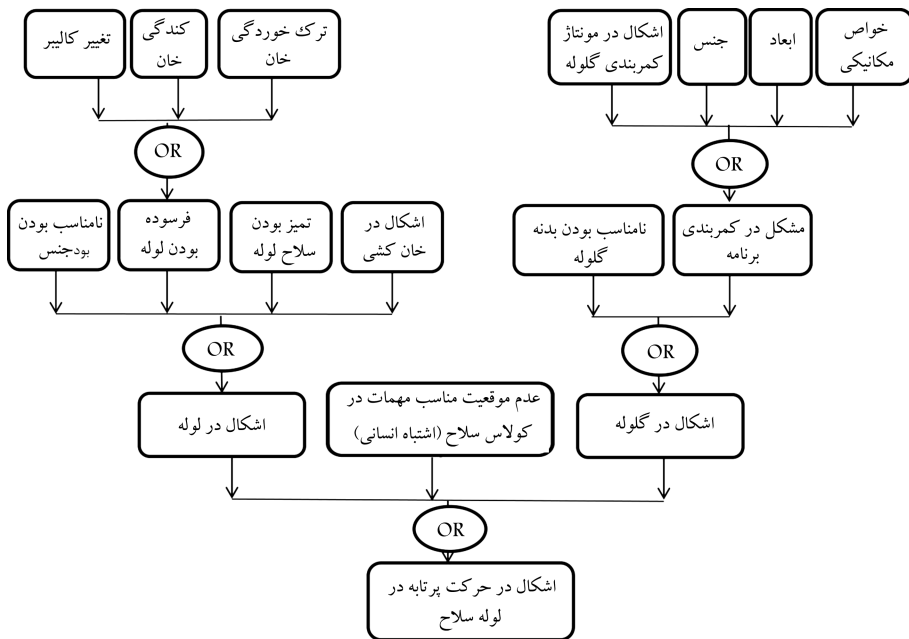 خواص
مکانیکی
ابعاد
جنس
اشکال در مونتاژ
کمربندی گلوله
ترک خوردگی
خان
کندگی
خان
تغییر کالیبر
OR
OR
مشکل در کمربندی
برنامه
نامناسب بودن بدنه
گلوله
اشکال در
خان کشی
تمیز بودن
سلاح لوله
فرسوده
بودن لوله
نامناسب بودن
بودجنس
OR
OR
اشکال در گلوله
عدم موقعیت مناسب مهمات در
کولاس سلاح (اشتباه انسانی)
اشکال در لوله
OR
اشکال در حرکت پرتابه در
لوله سلاح